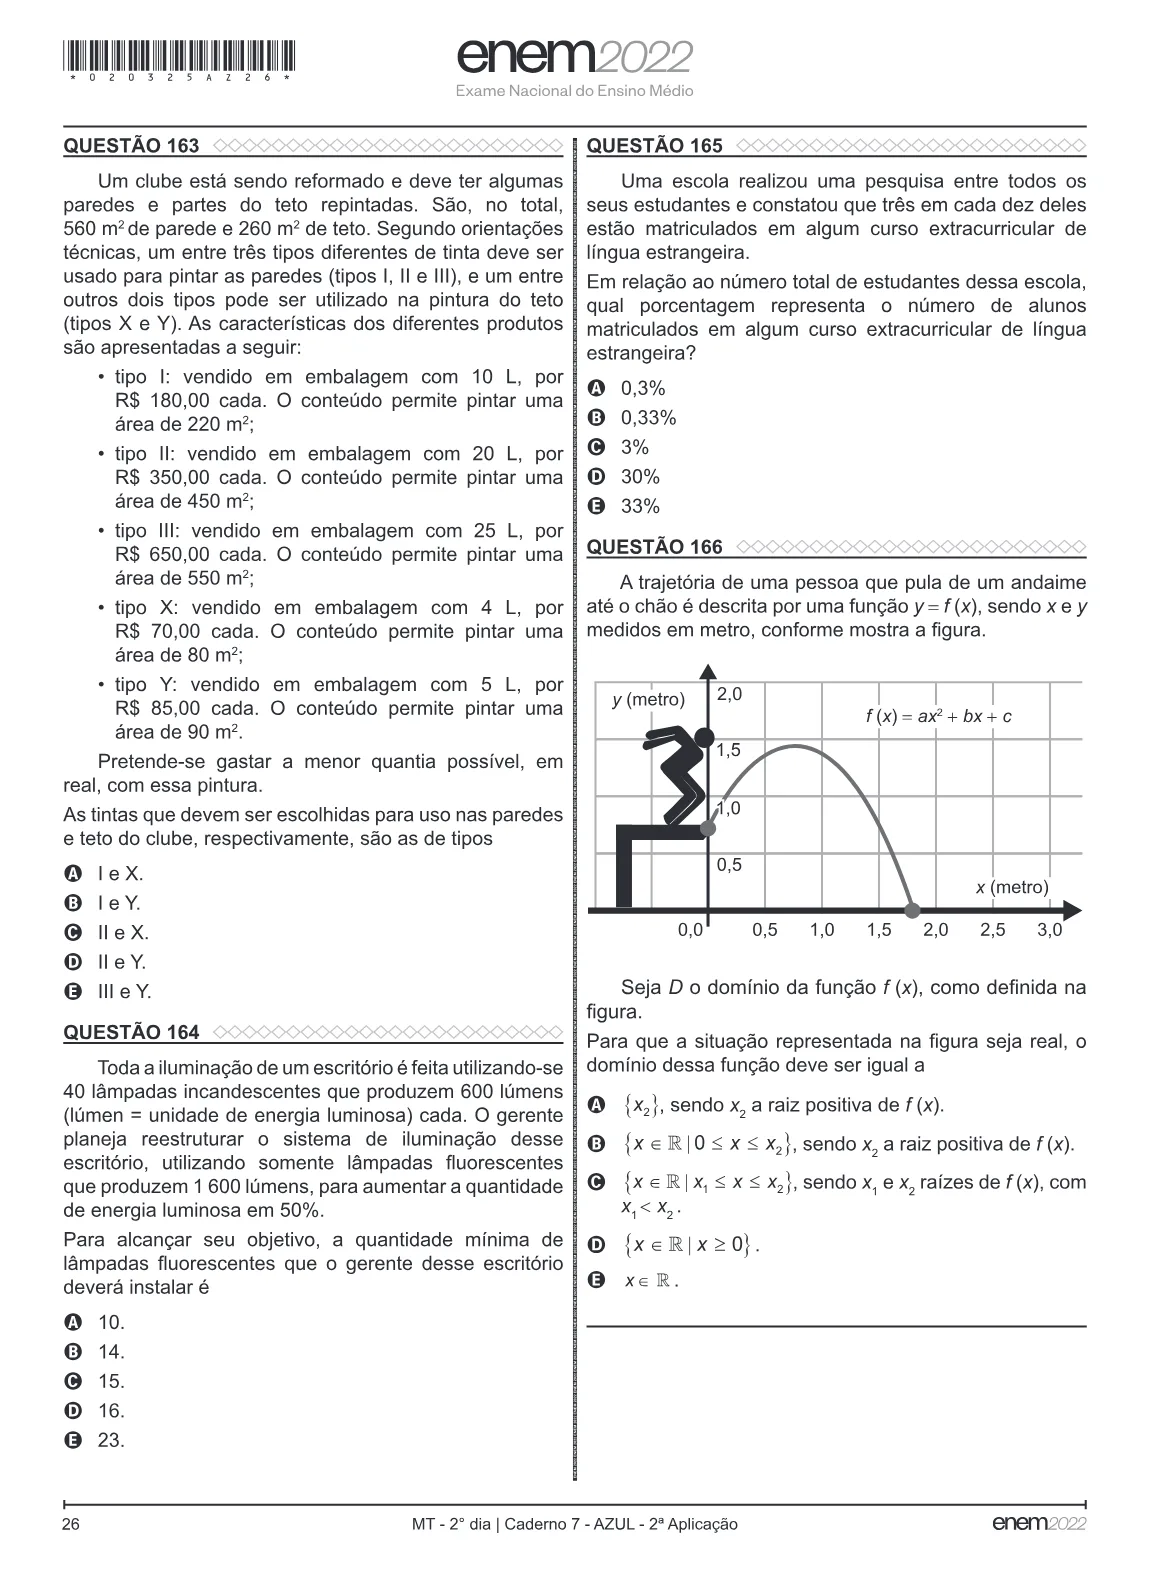 *020325AZ26*
enem2022
Exame Nacional do Ensino Médio
QUESTÃO 163
Um clube está sendo reformado e deve ter algumas
paredes e partes do teto repintadas. São, no total,
560 m² de parede e 260 m² de teto. Segundo orientações
técnicas, um entre três tipos diferentes de tinta deve ser
usado para pintar as paredes (tipos I, II e III), e um entre
outros dois tipos pode ser utilizado na pintura do teto
(tipos X e Y). As características dos diferentes produtos
são apresentadas a seguir:
• tipo I: vendido em embalagem com 10 L, por
R$ 180,00 cada. O conteúdo permite pintar uma
área de 220 m²;
• tipo II: vendido em embalagem com 20 L, por
R$ 350,00 cada. O conteúdo permite pintar uma
área de 450 m²;
• tipo III: vendido em embalagem com 25 L, por
R$ 650,00 cada. O conteúdo permite pintar uma
área de 550 m²;
• tipo X: vendido em embalagem com 4 L, por
R$ 70,00 cada. O conteúdo permite pintar uma
área de 80 m²;
• tipo Y: vendido em embalagem com 5 L, por
R$ 85,00 cada. O conteúdo permite pintar uma
área de 90 m².
Pretende-se gastar a menor quantia possível, em
real, com essa pintura.
As tintas que devem ser escolhidas para uso nas paredes
e teto do clube, respectivamente, são as de tipos
A I e X.
B I e Y.
C II e X.
D II e Y.
E III e Y.
QUESTÃO 164
Toda a iluminação de um escritório é feita utilizando-se
40 lâmpadas incandescentes que produzem 600 lúmens
(lúmen = unidade de energia luminosa) cada. O gerente
planeja reestruturar o sistema de iluminação desse
escritório, utilizando somente lâmpadas fluorescentes
que produzem 1 600 lúmens, para aumentar a quantidade
de energia luminosa em 50%.
Para alcançar seu objetivo, a quantidade mínima de
lâmpadas fluorescentes que o gerente desse escritório
deverá instalar é
A 10.
B 14.
C 15.
D 16.
E 23.
QUESTÃO 165
Uma escola realizou uma pesquisa entre todos os
seus estudantes e constatou que três em cada dez deles
estão matriculados em algum curso extracurricular de
língua estrangeira.
Em relação ao número total de estudantes dessa escola,
qual porcentagem representa o número de alunos
matriculados em algum curso extracurricular de língua
estrangeira?
A 0,3%
B 0,33%
C 3%
D 30%
E 33%
QUESTÃO 166
A trajetória de uma pessoa que pula de um andaime
até o chão é descrita por uma função y = f (x), sendo x e y
medidos em metro, conforme mostra a figura.
y (metro)
2,0
f (x) = ax² + bx + c
1,5
1,0
0,5
x (metro)
0,0 0,5 1,0 1,5 2,0 2,5 3,0
Seja D o domínio da função f (x), como definida na
figura.
Para que a situação representada na figura seja real, o
domínio dessa função deve ser igual a
A {x₂}, sendo x₂ a raiz positiva de f (x).
B {x ∈ ℝ | 0 ≤ x ≤ x₂}, sendo x₂ a raiz positiva de f (x).
C {x ∈ ℝ | x₁ ≤ x ≤ x₂}, sendo x₁ e x₂ raízes de f (x), com
x₁ < x₂ .
D {x ∈ ℝ | x ≥ 0} .
E x ∈ ℝ .
26
MT - 2° dia | Caderno 7 - AZUL - 2ª Aplicação
enem2022